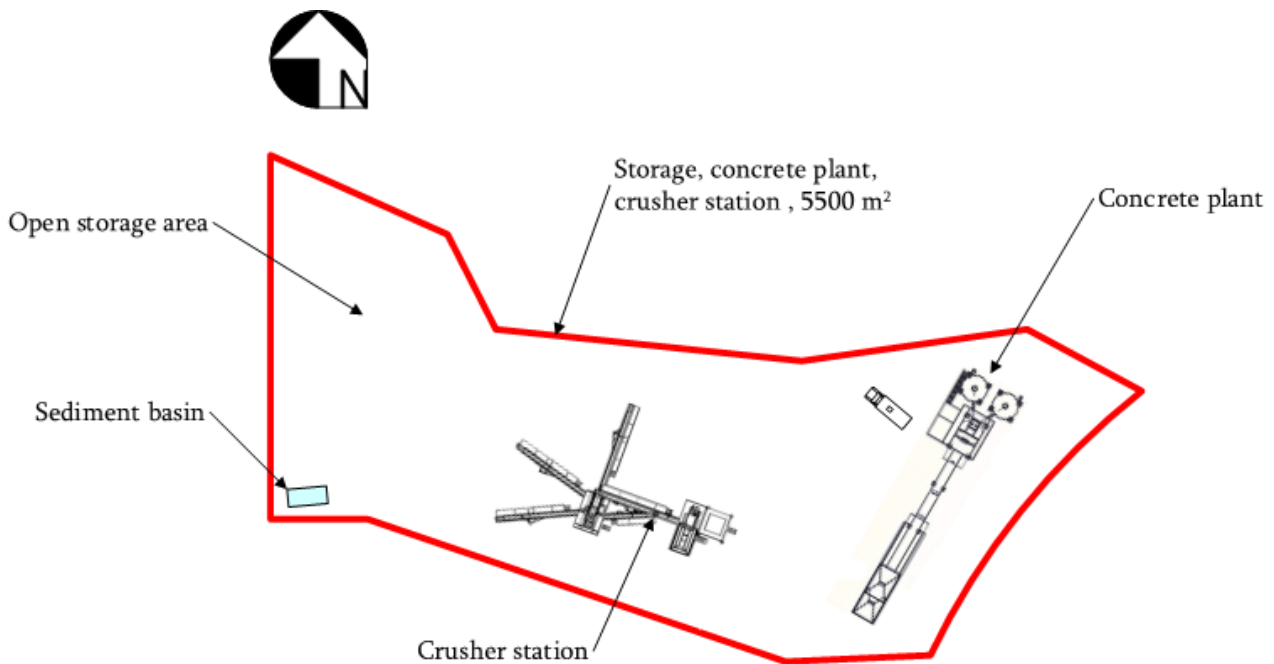 N
Storage, concrete plant,
crusher station , 5500 m²
Concrete plant
Open storage area
Sediment basin
Crusher station